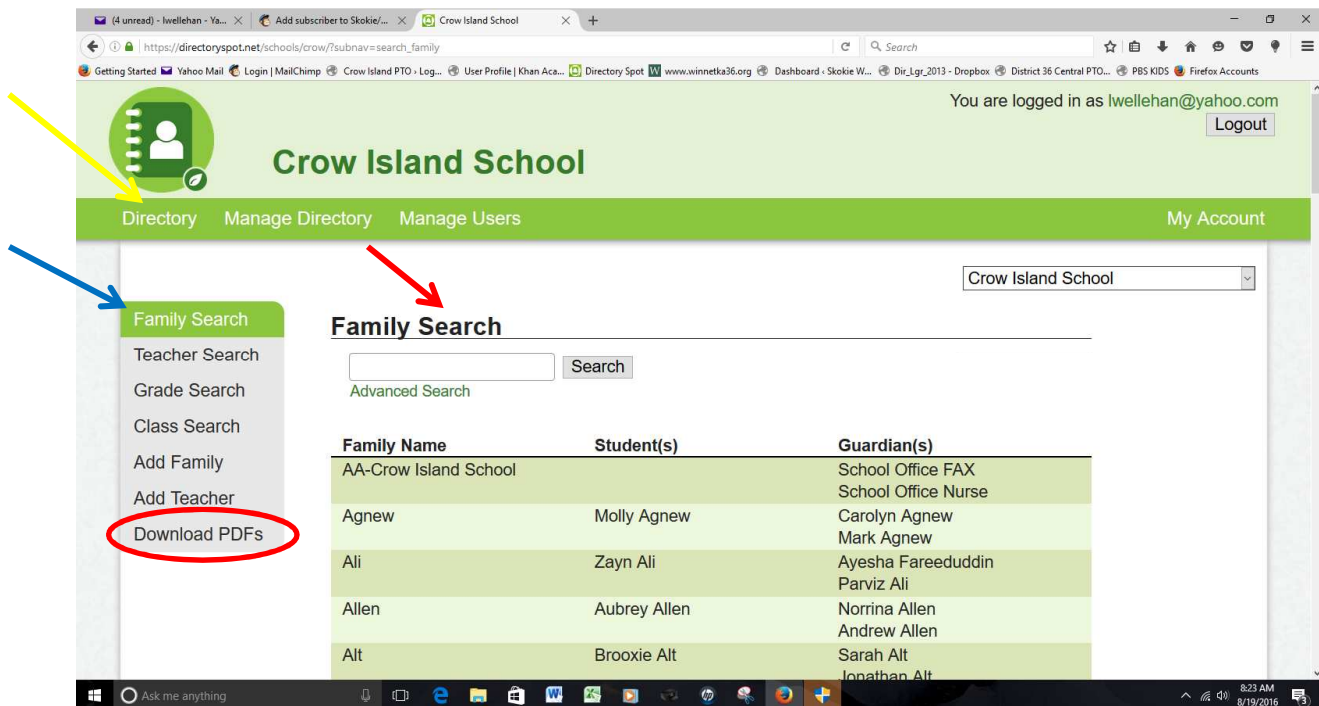 (4 unread) - lwellehan - Ya... Add subscriber to Skokie/... Crow Island School
https://directoryspot.net/schools/crow/?subnav=search_family Search
Getting Started Yahoo Mail Login | MailChimp Crow Island PTO › Log... User Profile | Khan Aca... Directory Spot www.winnetka36.org Dashboard ‹ Skokie W... Dir_Lgr_2013 - Dropbox District 36 Central PTO... PBS KIDS Firefox Accounts
You are logged in as lwellehan@yahoo.com
Logout
Crow Island School
Directory Manage Directory Manage Users My Account
Crow Island School
Family Search
Teacher Search
Grade Search
Class Search
Add Family
Add Teacher
Download PDFs
Family Search
Search
Advanced Search
Family Name Student(s) Guardian(s)
AA-Crow Island School School Office FAX
School Office Nurse
Agnew Molly Agnew Carolyn Agnew
Mark Agnew
Ali Zayn Ali Ayesha Fareeduddin
Parviz Ali
Allen Aubrey Allen Norrina Allen
Andrew Allen
Alt Brooxie Alt Sarah Alt
Jonathan Alt
Ask me anything
8:23 AM
8/19/2016